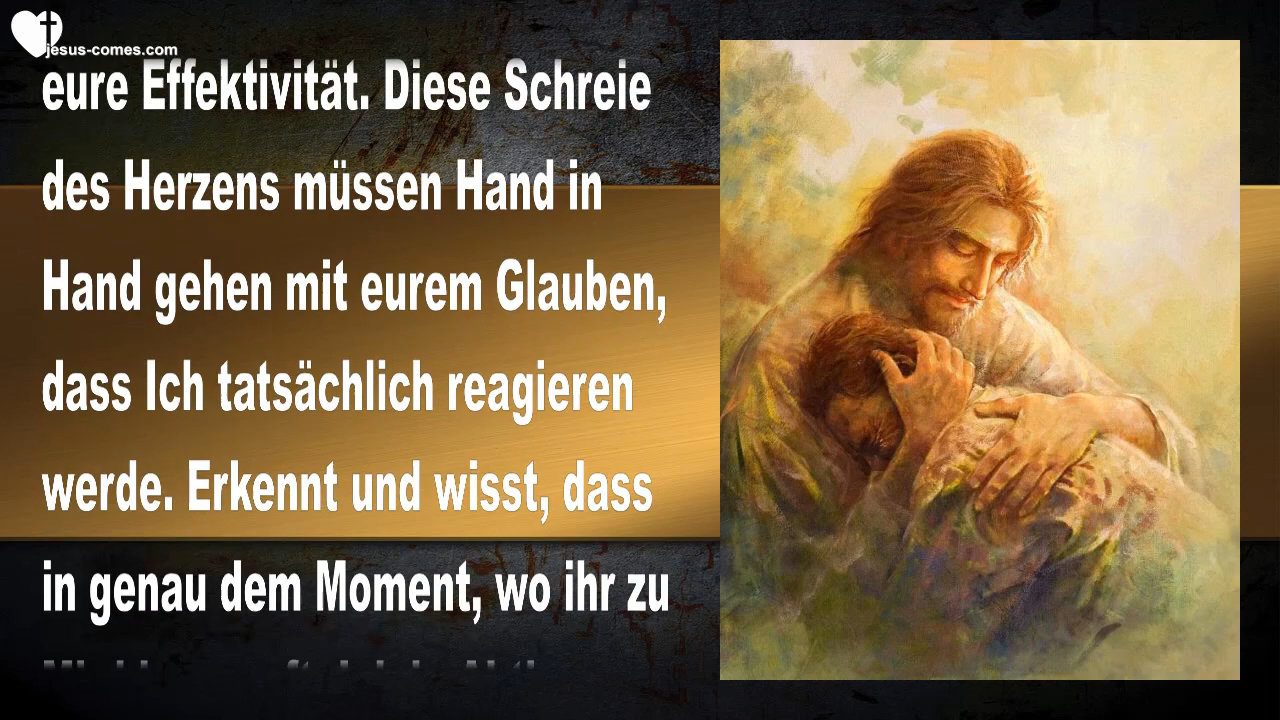 jesus-comes.com
eure Effektivität. Diese Schreie
des Herzens müssen Hand in
Hand gehen mit eurem Glauben,
dass Ich tatsächlich reagieren
werde. Erkennt und wisst, dass
in genau dem Moment, wo ihr zu